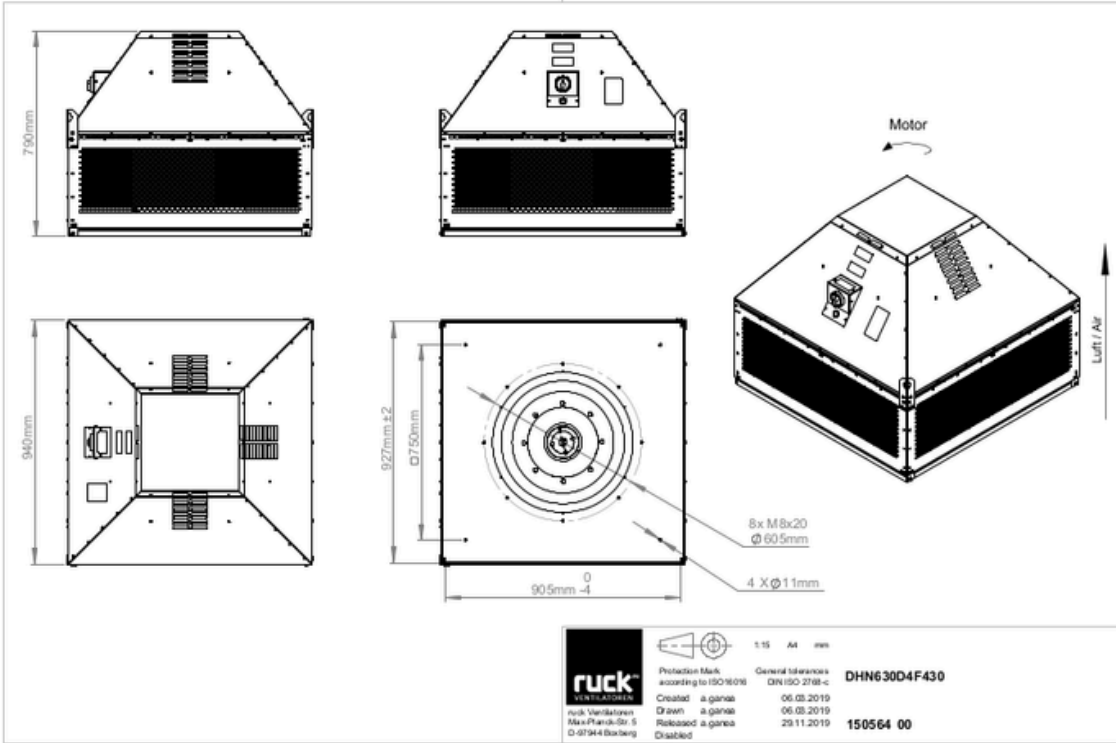 790mm
Motor
Luft / Air
940mm
927mm ±2
□750mm
8x M8x20
Ø605mm
4 X Ø11mm
905mm 0 -4
ruck
VENTILATOREN
ruck Ventilatoren
Max-Planck-Str. 5
D-97944 Boxberg
1:15 A4 mm
Protection Mark General tolerances
according to ISO16016 DIN ISO 2768-c
Created a.ganea 06.03.2019
Drawn a.ganea 06.03.2019
Released a.ganea 29.11.2019
Disabled
DHN630D4F430
150564 00